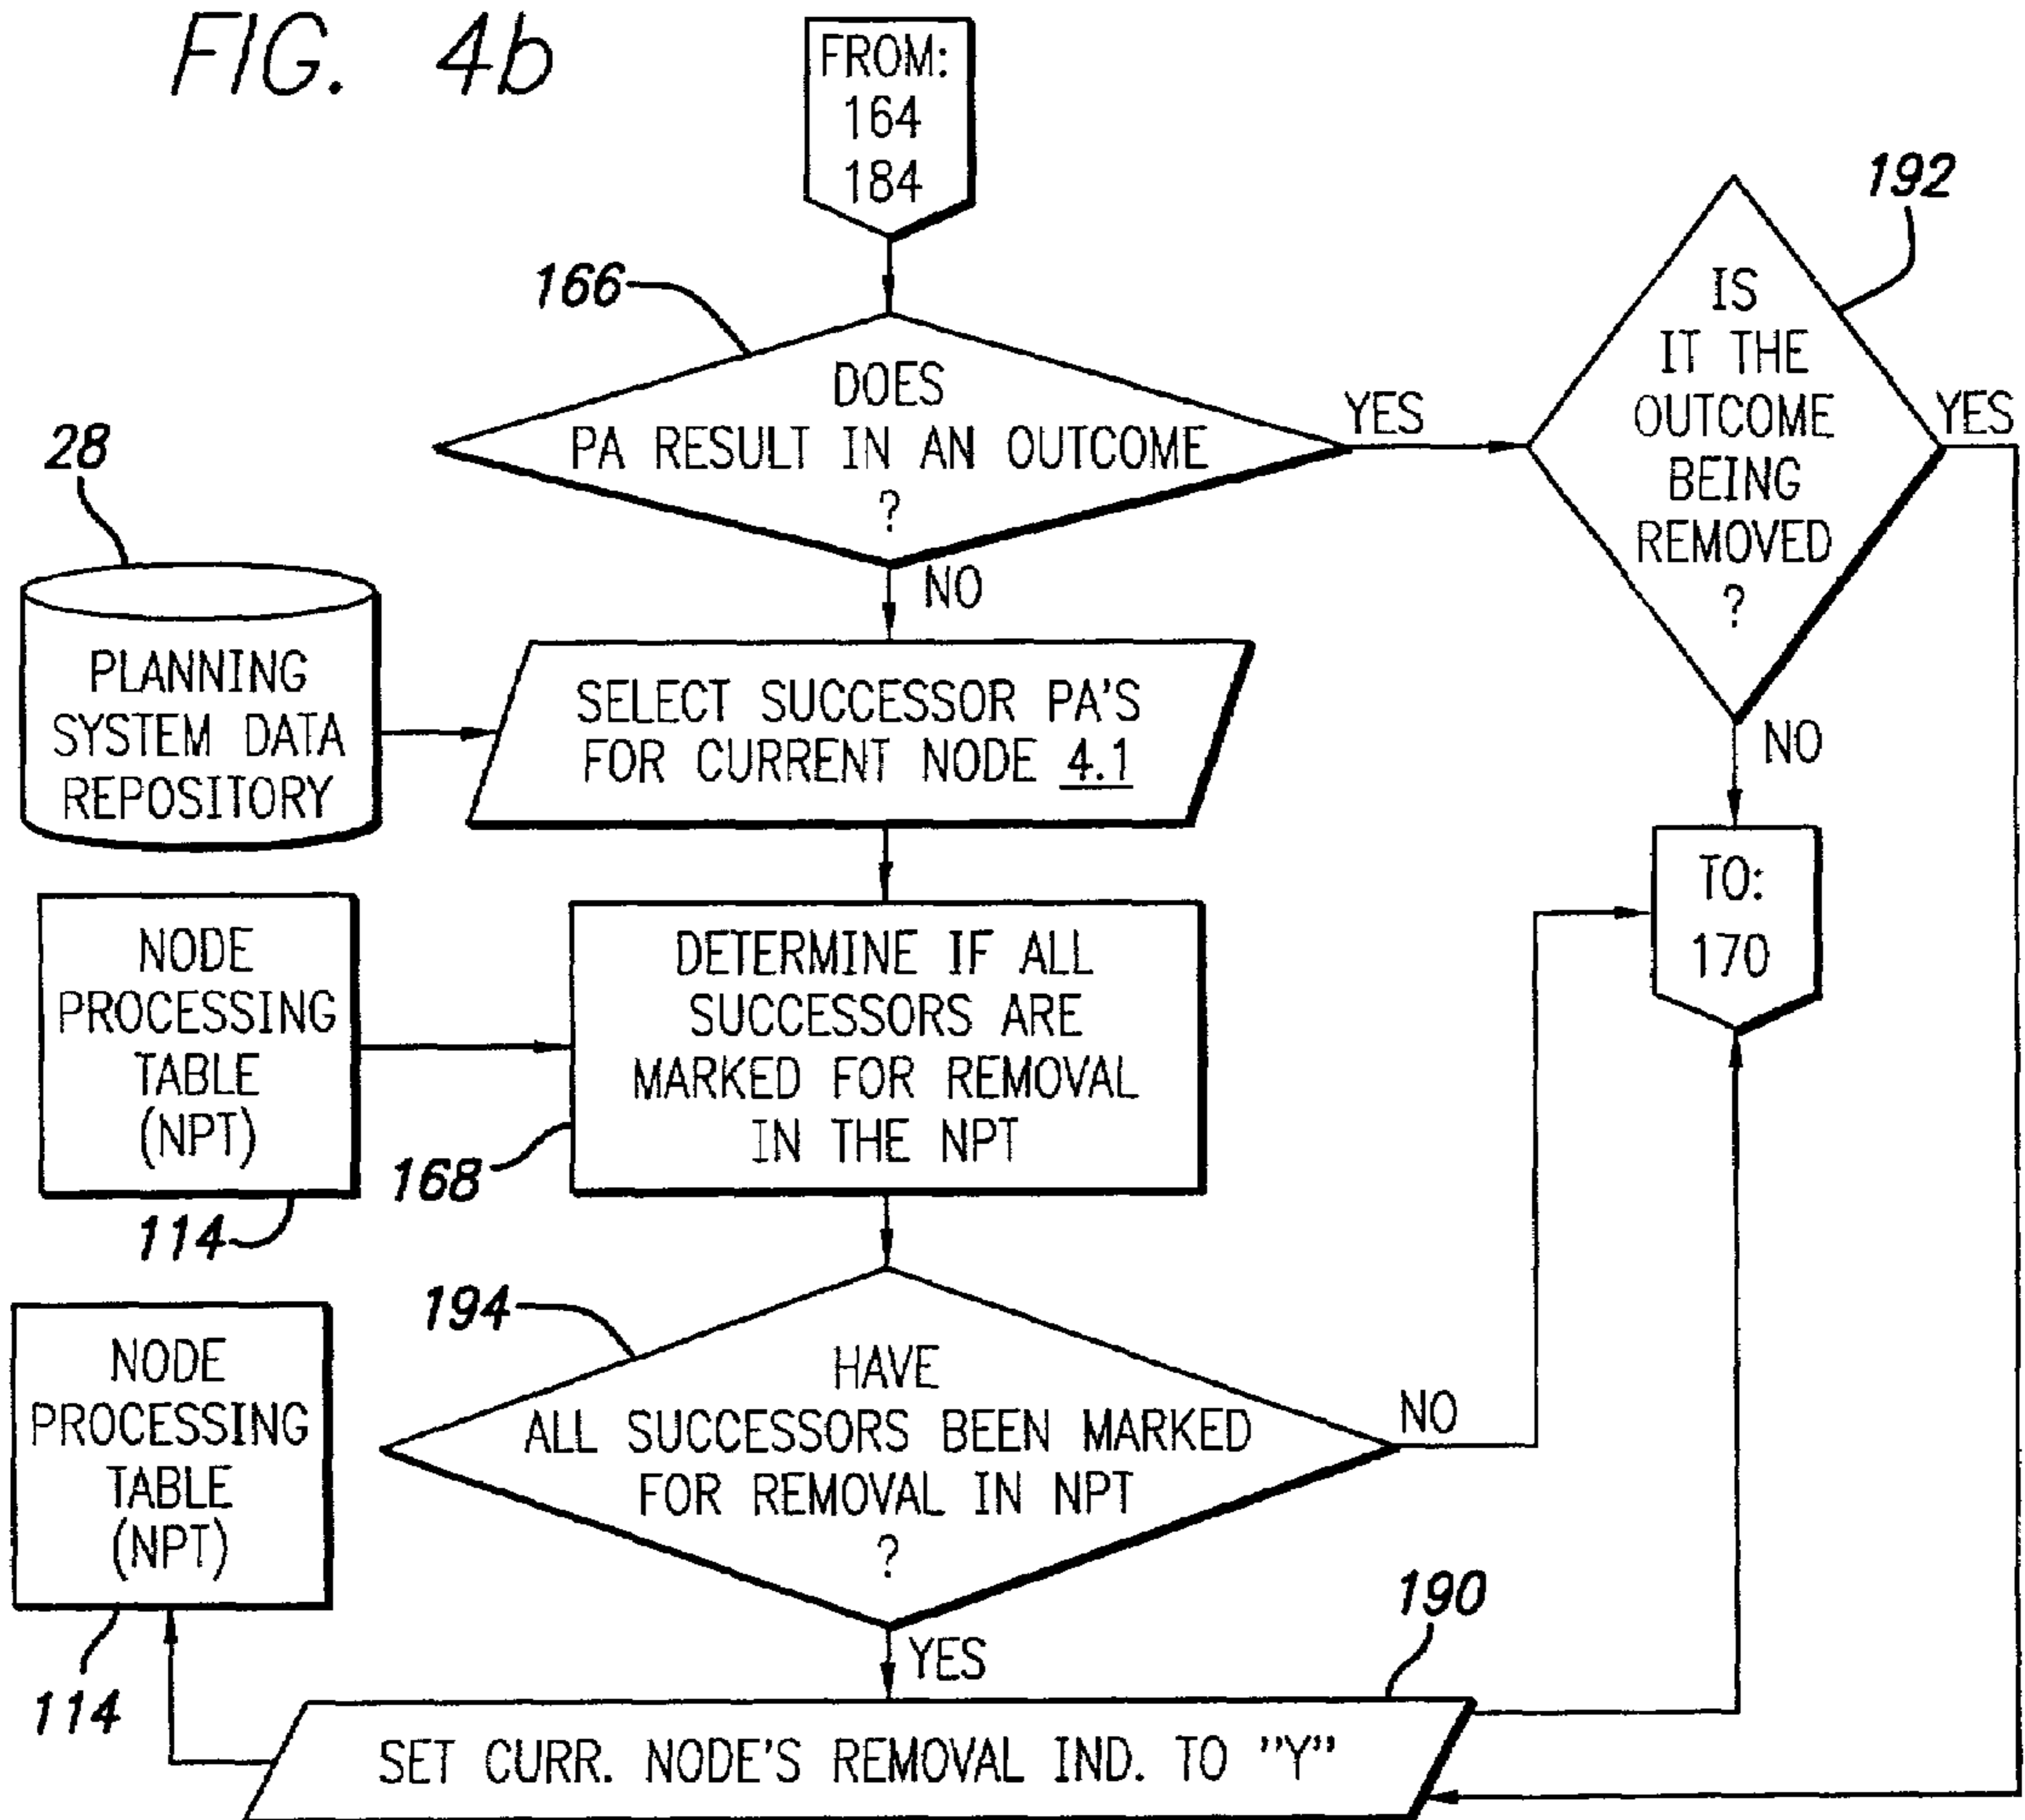 FIG. 4b
FROM:
164
184
166
DOES
PA RESULT IN AN OUTCOME
?
YES
NO
192
IS
IT THE
OUTCOME
BEING
REMOVED
?
YES
NO
28
PLANNING
SYSTEM DATA
REPOSITORY
SELECT SUCCESSOR PA'S
FOR CURRENT NODE 4.1
TO:
170
NODE
PROCESSING
TABLE
(NPT)
114
DETERMINE IF ALL
SUCCESSORS ARE
MARKED FOR REMOVAL
IN THE NPT
168
194
HAVE
ALL SUCCESSORS BEEN MARKED
FOR REMOVAL IN NPT
?
NO
YES
NODE
PROCESSING
TABLE
(NPT)
114
190
SET CURR. NODE'S REMOVAL IND. TO "Y"